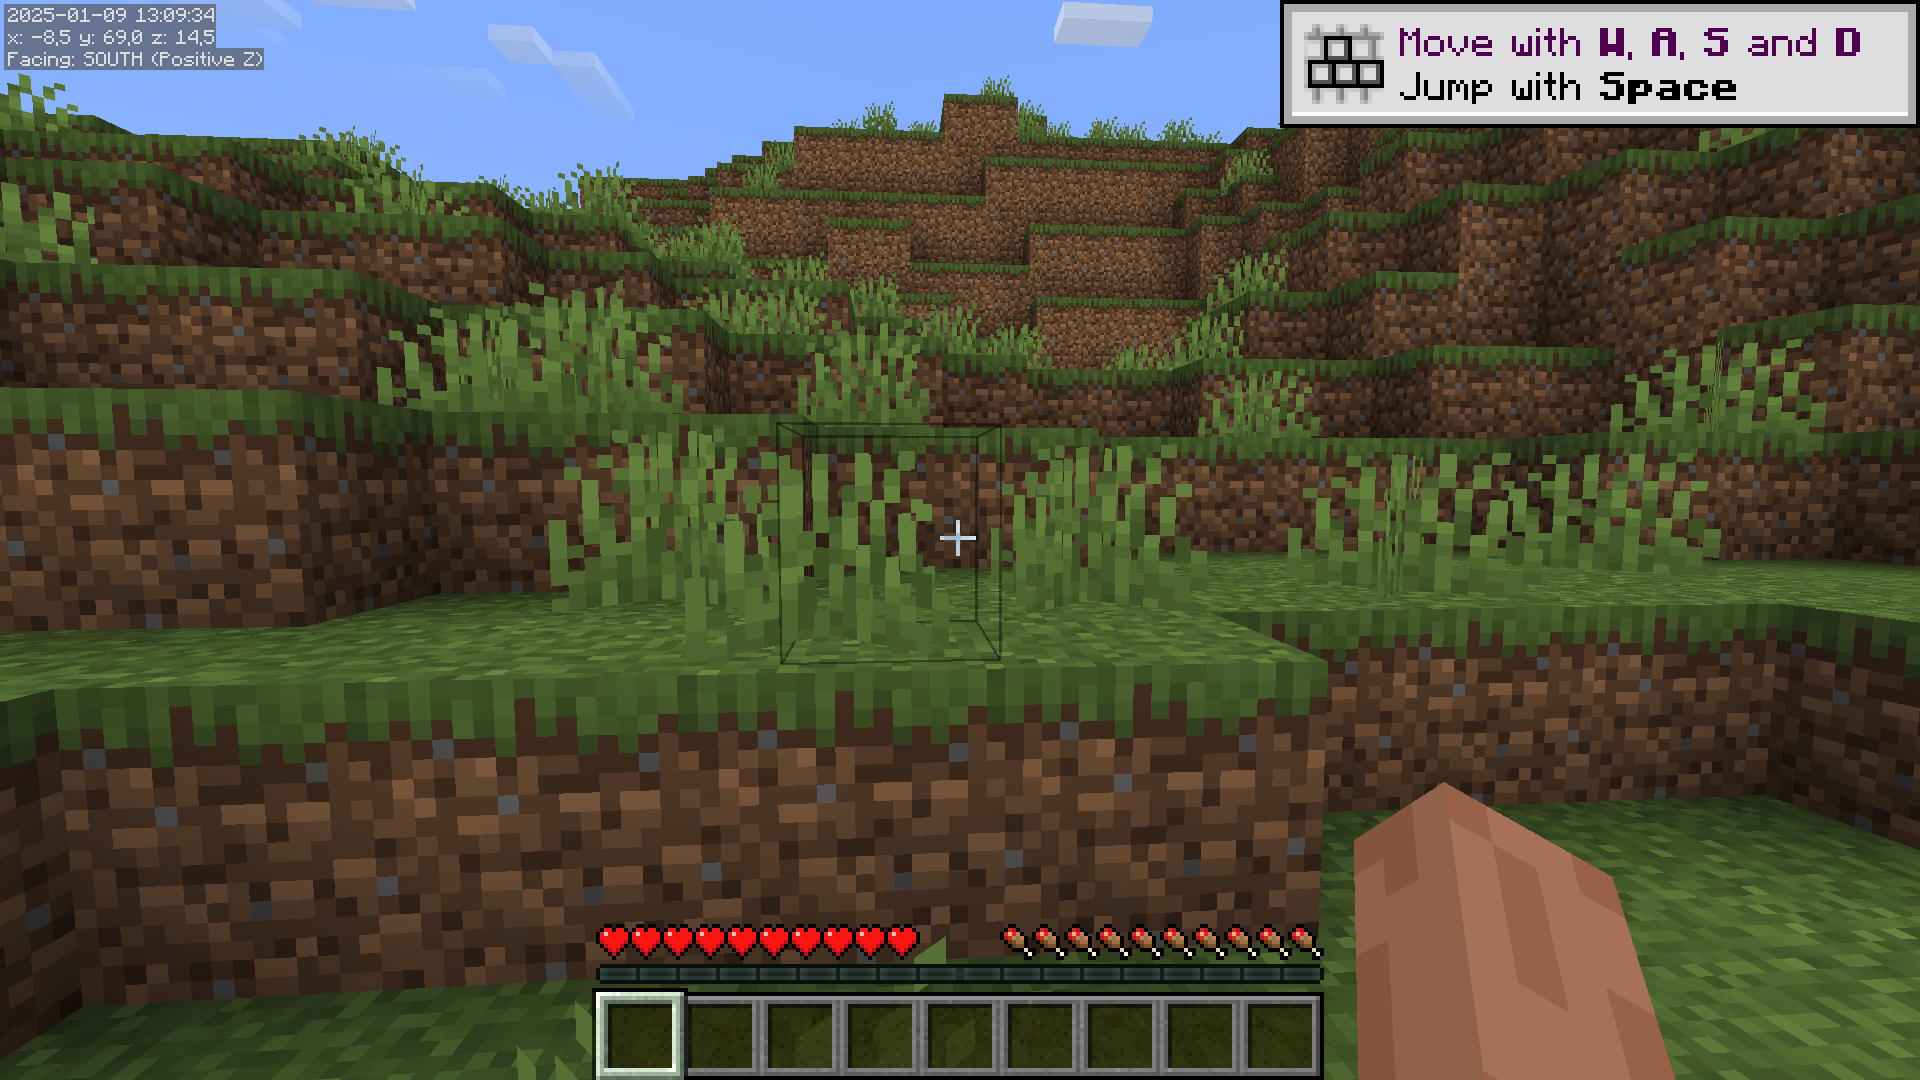 2025-01-09 13:09:34
x: -8,5 y: 69,0 z: 14,5
Facing: SOUTH (Positive Z)
Move with W, A, S and D
Jump with Space